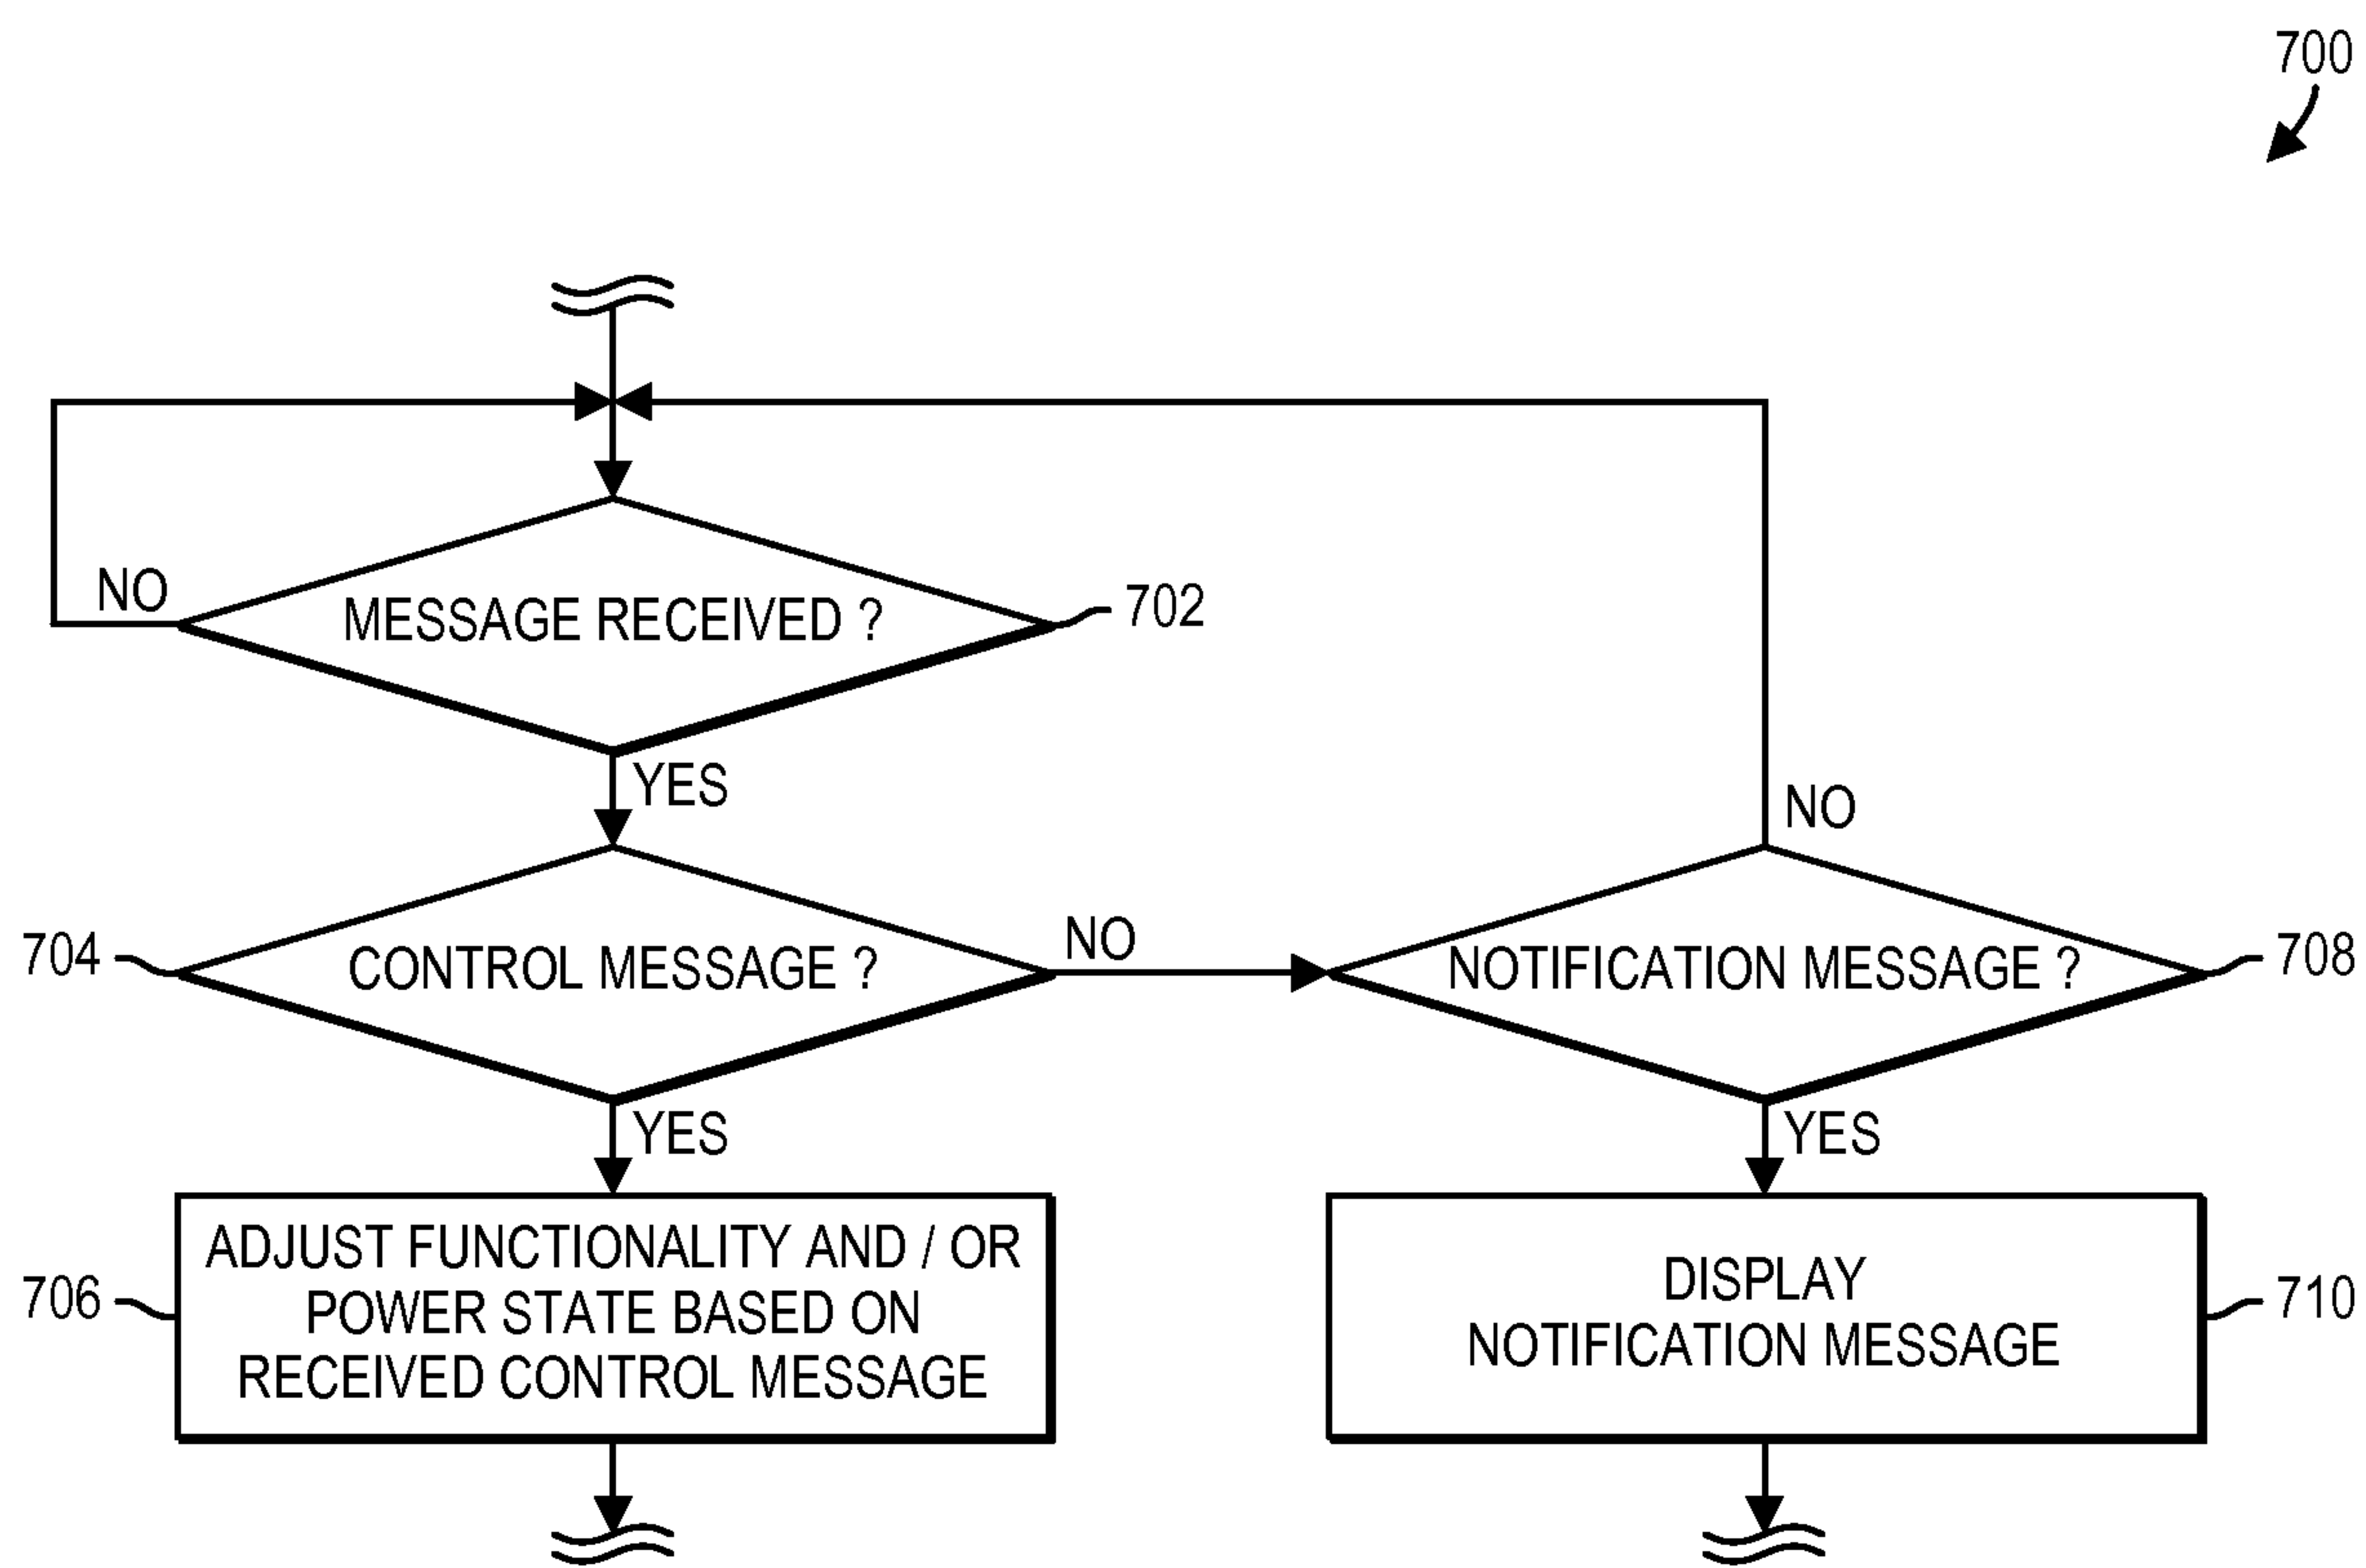 700
NO
MESSAGE RECEIVED ?
702
YES
NO
704
CONTROL MESSAGE ?
NO
NOTIFICATION MESSAGE ?
708
YES
YES
706
ADJUST FUNCTIONALITY AND / OR
POWER STATE BASED ON
RECEIVED CONTROL MESSAGE
DISPLAY
NOTIFICATION MESSAGE
710